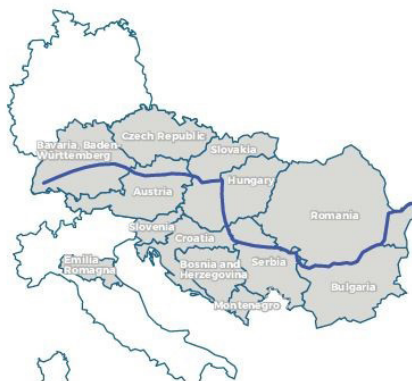 Czech Republic
Bavaria, Baden-
Württemberg
Slovakia
Austria
Hungary
Romania
Slovenia
Croatia
Emilia
Romagna
Bosnia and
Herzegovina
Serbia
Bulgaria
Montenegro